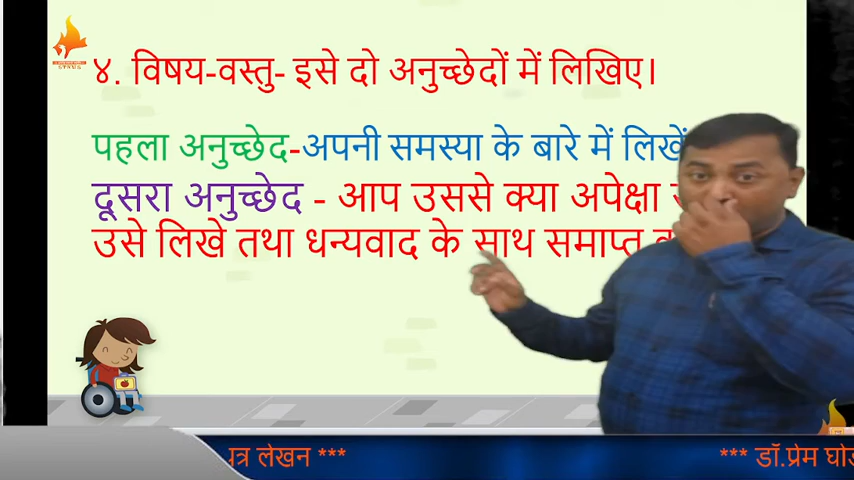 ४. विषय-वस्तु- इसे दो अनुच्छेदों में लिखिए।
पहला अनुच्छेद-अपनी समस्या के बारे में लिखें
दूसरा अनुच्छेद - आप उससे क्या अपेक्षा
उसे लिखे तथा धन्यवाद के साथ समाप्त
पत्र लेखन *** *** डॉ.प्रेम